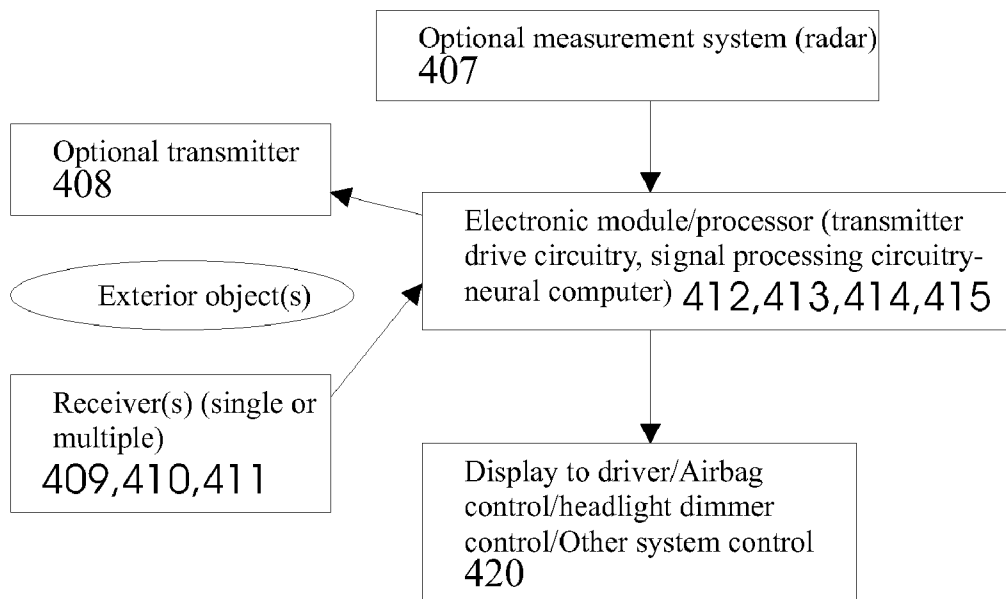 Optional measurement system (radar)
407
Optional transmitter
408
Electronic module/processor (transmitter
drive circuitry, signal processing circuitry-
neural computer) 412,413,414,415
Exterior object(s)
Receiver(s) (single or
multiple)
409,410,411
Display to driver/Airbag
control/headlight dimmer
control/Other system control
420